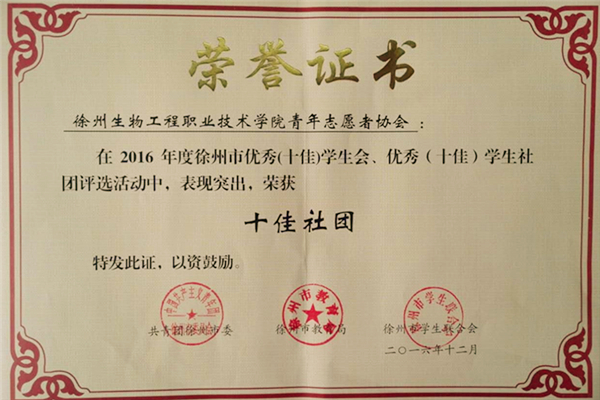 荣誉证书
徐州生物工程职业技术学院青年志愿者协会：
在 2016 年度徐州市优秀(十佳)学生会、优秀（十佳）学生社
团评选活动中，表现突出，荣获
十佳社团
特发此证，以资鼓励。
共青团徐州市委 徐州市教育局 徐州市学生联合会
二〇一六年十二月